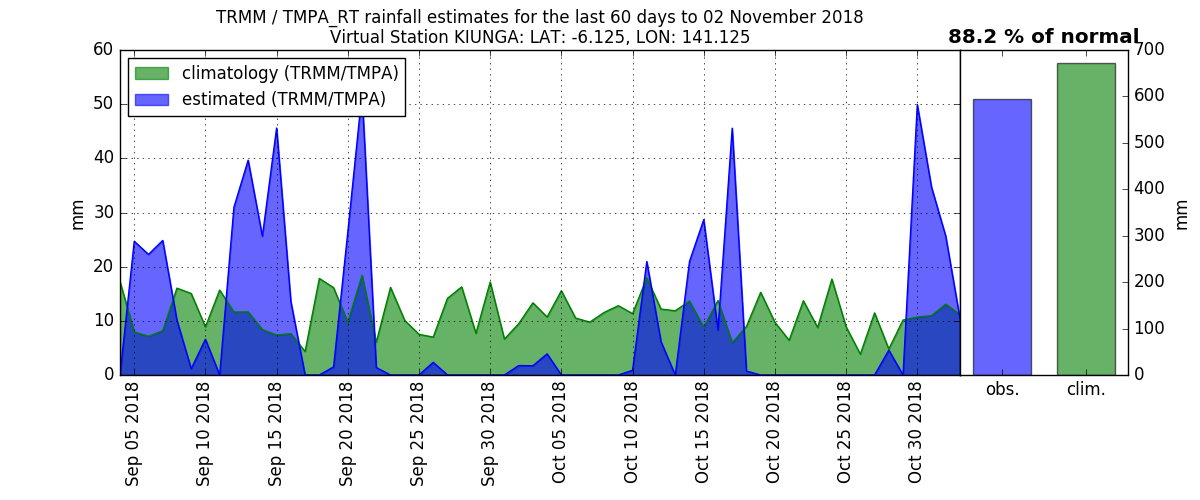 TRMM / TMPA_RT rainfall estimates for the last 60 days to 02 November 2018
Virtual Station KIUNGA: LAT: -6.125, LON: 141.125
88.2 % of normal
climatology (TRMM/TMPA)
estimated (TRMM/TMPA)
60
50
40
30
20
10
0
mm
700
600
500
400
300
200
100
0
mm
Sep 05 2018
Sep 10 2018
Sep 15 2018
Sep 20 2018
Sep 25 2018
Sep 30 2018
Oct 05 2018
Oct 10 2018
Oct 15 2018
Oct 20 2018
Oct 25 2018
Oct 30 2018
obs.
clim.